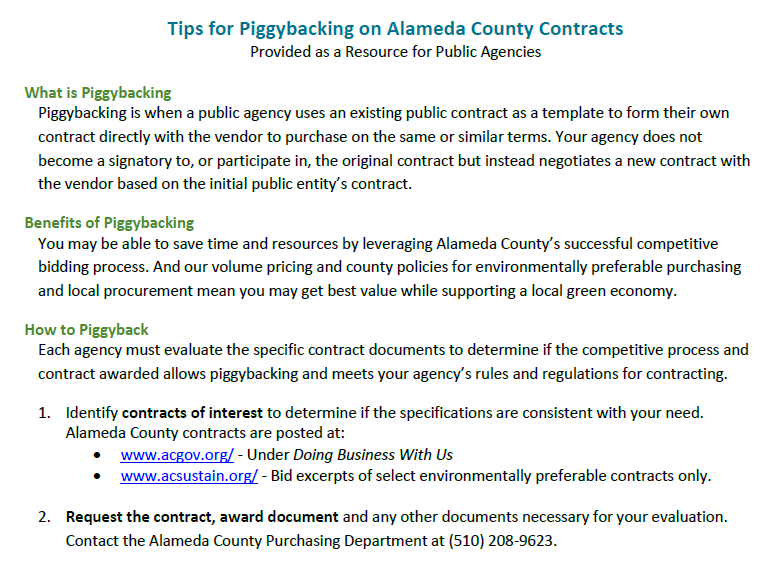 Tips for Piggybacking on Alameda County Contracts
Provided as a Resource for Public Agencies
What is Piggybacking
Piggybacking is when a public agency uses an existing public contract as a template to form their own
contract directly with the vendor to purchase on the same or similar terms. Your agency does not
become a signatory to, or participate in, the original contract but instead negotiates a new contract with
the vendor based on the initial public entity's contract.
Benefits of Piggybacking
You may be able to save time and resources by leveraging Alameda County's successful competitive
bidding process. And our volume pricing and county policies for environmentally preferable purchasing
and local procurement mean you may get best value while supporting a local green economy.
How to Piggyback
Each agency must evaluate the specific contract documents to determine if the competitive process and
contract awarded allows piggybacking and meets your agency's rules and regulations for contracting.
1. Identify contracts of interest to determine if the specifications are consistent with your need.
Alameda County contracts are posted at:
• www.acgov.org/ - Under Doing Business With Us
• www.acsustain.org/ - Bid excerpts of select environmentally preferable contracts only.
2. Request the contract, award document and any other documents necessary for your evaluation.
Contact the Alameda County Purchasing Department at (510) 208-9623.